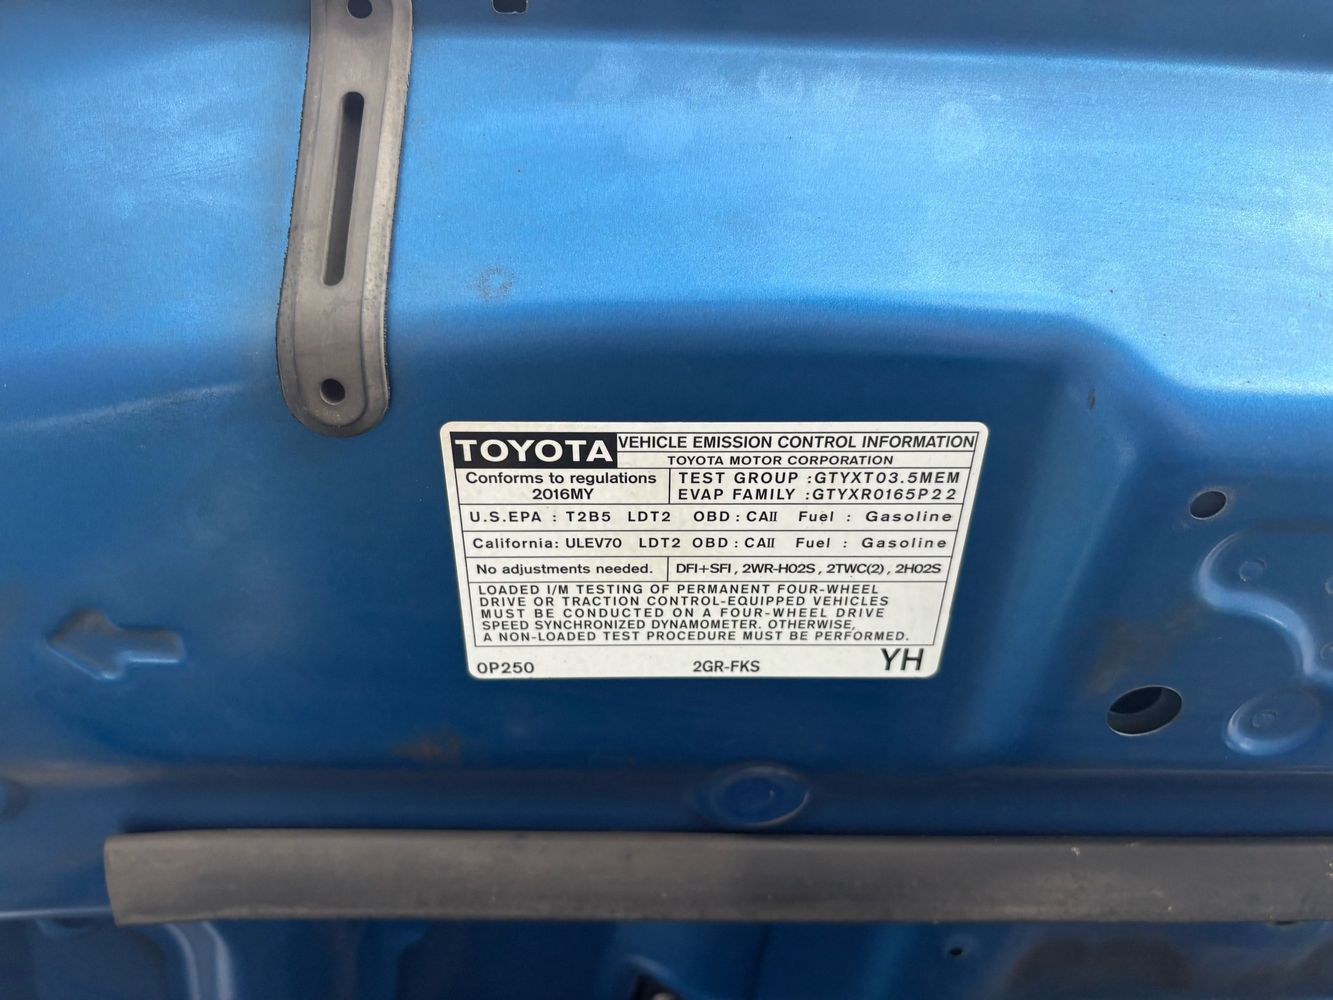 TOYOTA VEHICLE EMISSION CONTROL INFORMATION
TOYOTA MOTOR CORPORATION
Conforms to regulations
2016MY
TEST GROUP :GTYXT03.5MEM
EVAP FAMILY :GTYXR0165P22
U.S.EPA : T2B5 LDT2 OBD : CAII Fuel : Gasoline
California: ULEV70 LDT2 OBD : CAII Fuel : Gasoline
No adjustments needed. DFI+SFI, 2WR-HO2S, 2TWC(2), 2HO2S
LOADED I/M TESTING OF PERMANENT FOUR-WHEEL
DRIVE OR TRACTION CONTROL-EQUIPPED VEHICLES
MUST BE CONDUCTED ON A FOUR-WHEEL DRIVE
SPEED SYNCHRONIZED DYNAMOMETER. OTHERWISE,
A NON-LOADED TEST PROCEDURE MUST BE PERFORMED.
0P250 2GR-FKS YH